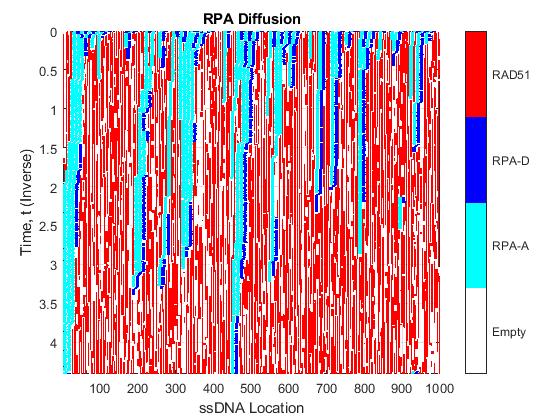 RPA Diffusion
0
0.5
1
1.5
2
2.5
3
3.5
4
Time, t (Inverse)
100 200 300 400 500 600 700 800 900 1000
ssDNA Location
RAD51
RPA-D
RPA-A
Empty